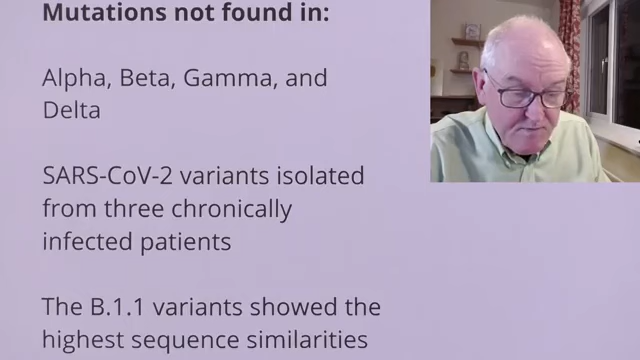 Mutations not found in:
Alpha, Beta, Gamma, and
Delta
SARS-CoV-2 variants isolated
from three chronically
infected patients
The B.1.1 variants showed the
highest sequence similarities